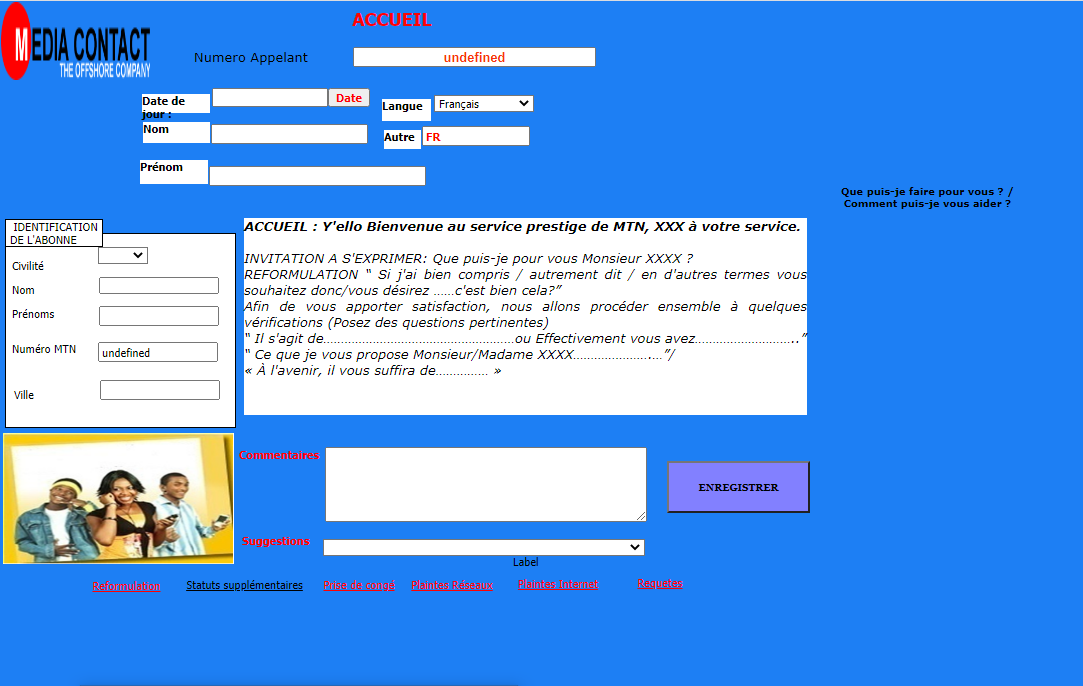 ACCUEIL
MEDIA CONTACT
THE OFFSHORE COMPANY
Numero Appelant
undefined
Date de jour :
Date
Langue
Français
Nom
Autre
FR
Prénom
Que puis-je faire pour vous ? /
Comment puis-je vous aider ?
IDENTIFICATION
DE L'ABONNE
Civilité
Nom
Prénoms
Numéro MTN
undefined
Ville
ACCUEIL : Y'ello Bienvenue au service prestige de MTN, XXX à votre service.
INVITATION A S'EXPRIMER: Que puis-je pour vous Monsieur XXXX ?
REFORMULATION “ Si j'ai bien compris / autrement dit / en d'autres termes vous
souhaitez donc/vous désirez ……c'est bien cela?”
Afin de vous apporter satisfaction, nous allons procéder ensemble à quelques
vérifications (Posez des questions pertinentes)
“ Il s'agit de………………………………………………ou Effectivement vous avez………………………..”
“ Ce que je vous propose Monsieur/Madame XXXX………………….…”/
« À l'avenir, il vous suffira de…………… »
Commentaires
ENREGISTRER
Suggestions
Label
Reformulation
Statuts supplémentaires
Prise de congé
Plaintes Réseaux
Plaintes Internet
Requetes